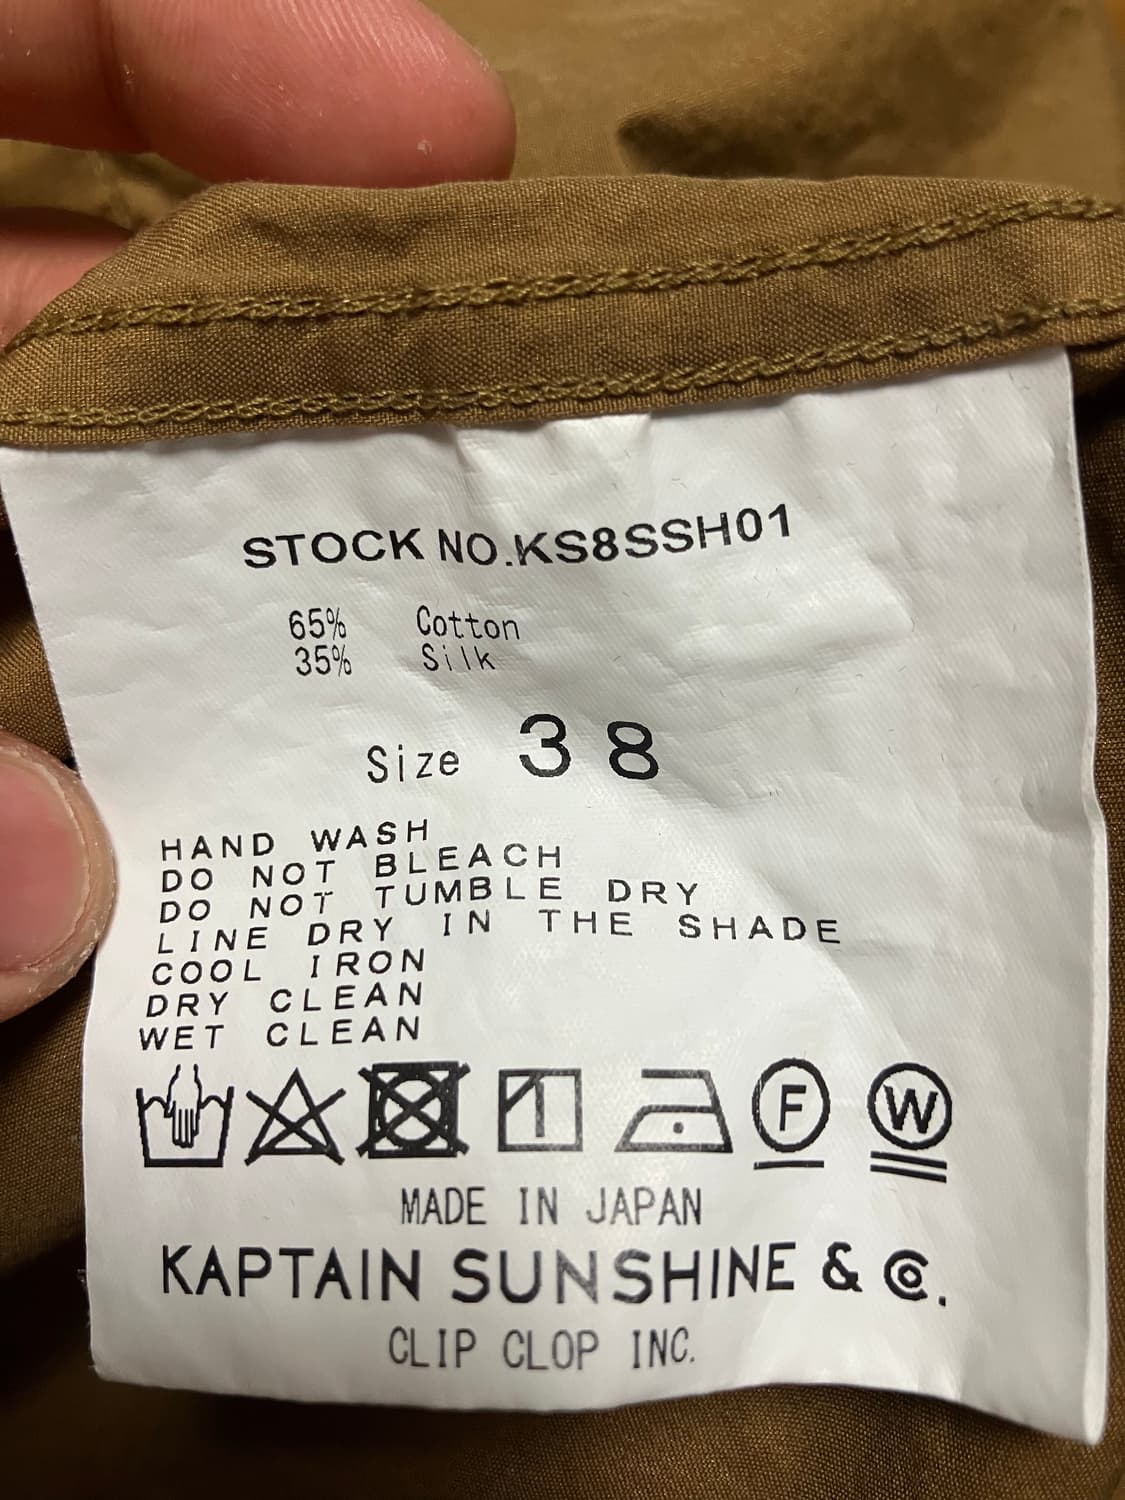 STOCK NO.KS8SSH01
65% Cotton
35% Silk
Size 38
HAND WASH
DO NOT BLEACH
DO NOT TUMBLE DRY
LINE DRY IN THE SHADE
COOL IRON
DRY CLEAN
WET CLEAN
F W
MADE IN JAPAN
KAPTAIN SUNSHINE & Co.
CLIP CLOP INC.